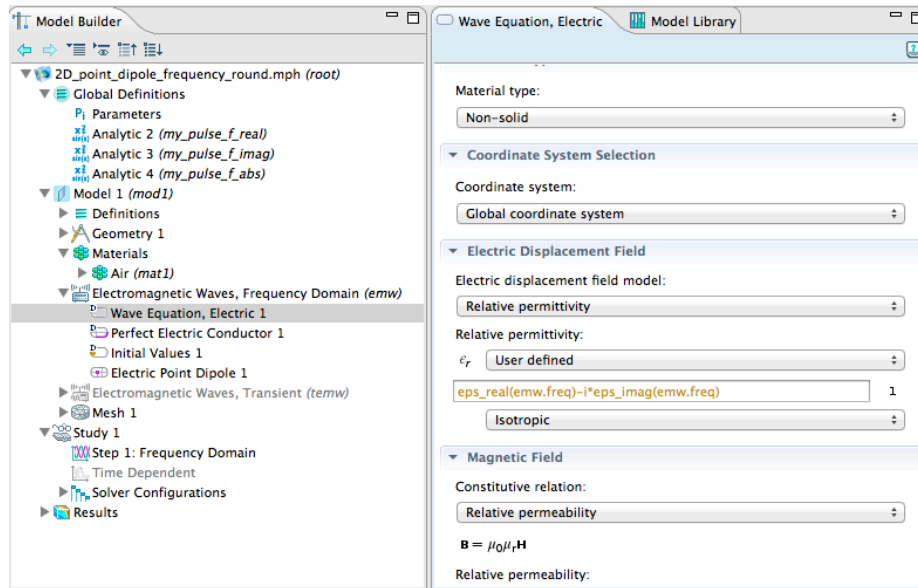 Model Builder
2D_point_dipole_frequency_round.mph (root)
Global Definitions
Pi Parameters
Analytic 2 (my_pulse_f_real)
Analytic 3 (my_pulse_f_imag)
Analytic 4 (my_pulse_f_abs)
Model 1 (mod1)
Definitions
Geometry 1
Materials
Air (mat1)
Electromagnetic Waves, Frequency Domain (emw)
Wave Equation, Electric 1
Perfect Electric Conductor 1
Initial Values 1
Electric Point Dipole 1
Electromagnetic Waves, Transient (temw)
Mesh 1
Study 1
Step 1: Frequency Domain
Time Dependent
Solver Configurations
Results
Wave Equation, Electric
Model Library
Material type:
Non-solid
Coordinate System Selection
Coordinate system:
Global coordinate system
Electric Displacement Field
Electric displacement field model:
Relative permittivity
Relative permittivity:
εr User defined
eps_real(emw.freq)-i*eps_imag(emw.freq) 1
Isotropic
Magnetic Field
Constitutive relation:
Relative permeability
B = μ0μrH
Relative permeability: